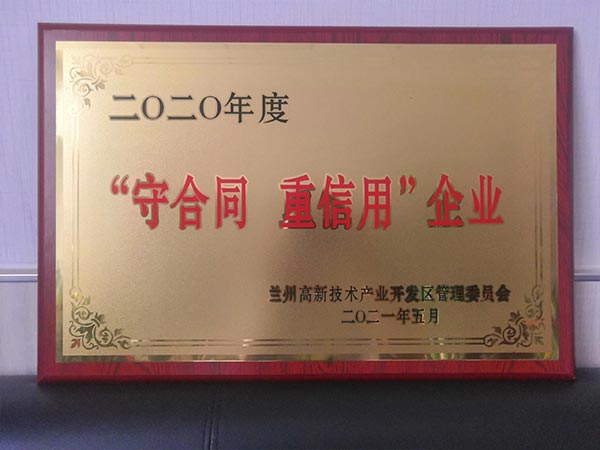 二〇二〇年度
“守合同 重信用”企业
兰州高新技术产业开发区管理委员会
二〇二一年五月